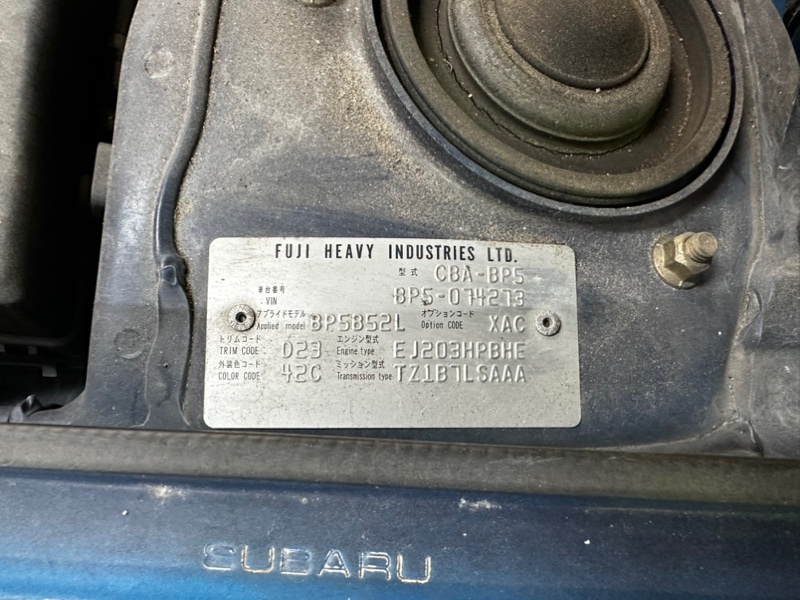 FUJI HEAVY INDUSTRIES LTD.
型式 CBA-BP5
車台番号 VIN BP5-074273
アプライドモデル Applied model BP5B52L オプションコード Option code XAC
トリムコード TRIM CODE D23 エンジン型式 Engine type EJ203HPBHE
外装色コード COLOR CODE 42C ミッション型式 Transmission type TZ1B7LSAAA
SUBARU